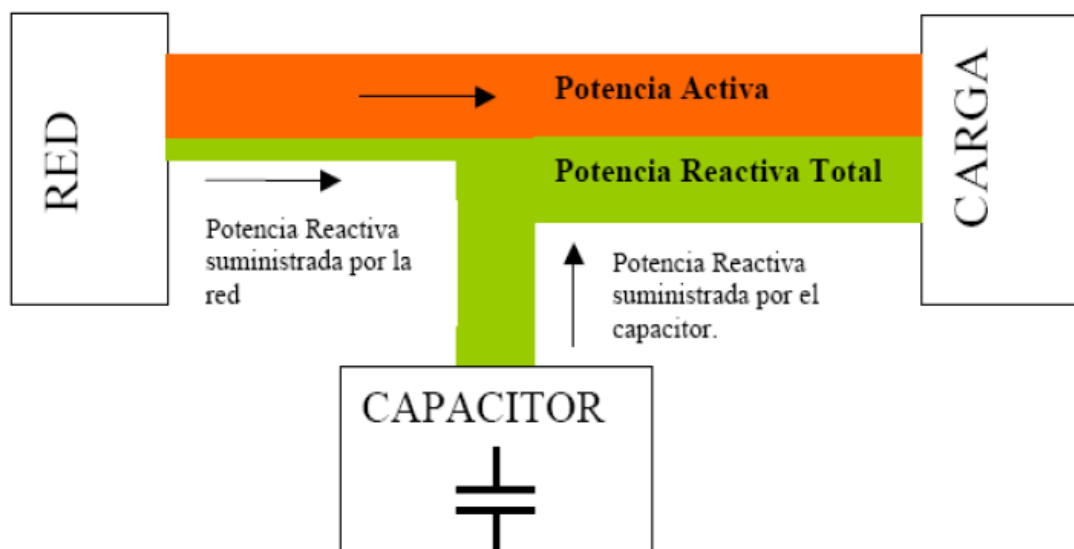 RED
Potencia Activa
CARGA
Potencia Reactiva Total
Potencia Reactiva
suministrada por la
red
Potencia Reactiva
suministrada por el
capacitor.
CAPACITOR